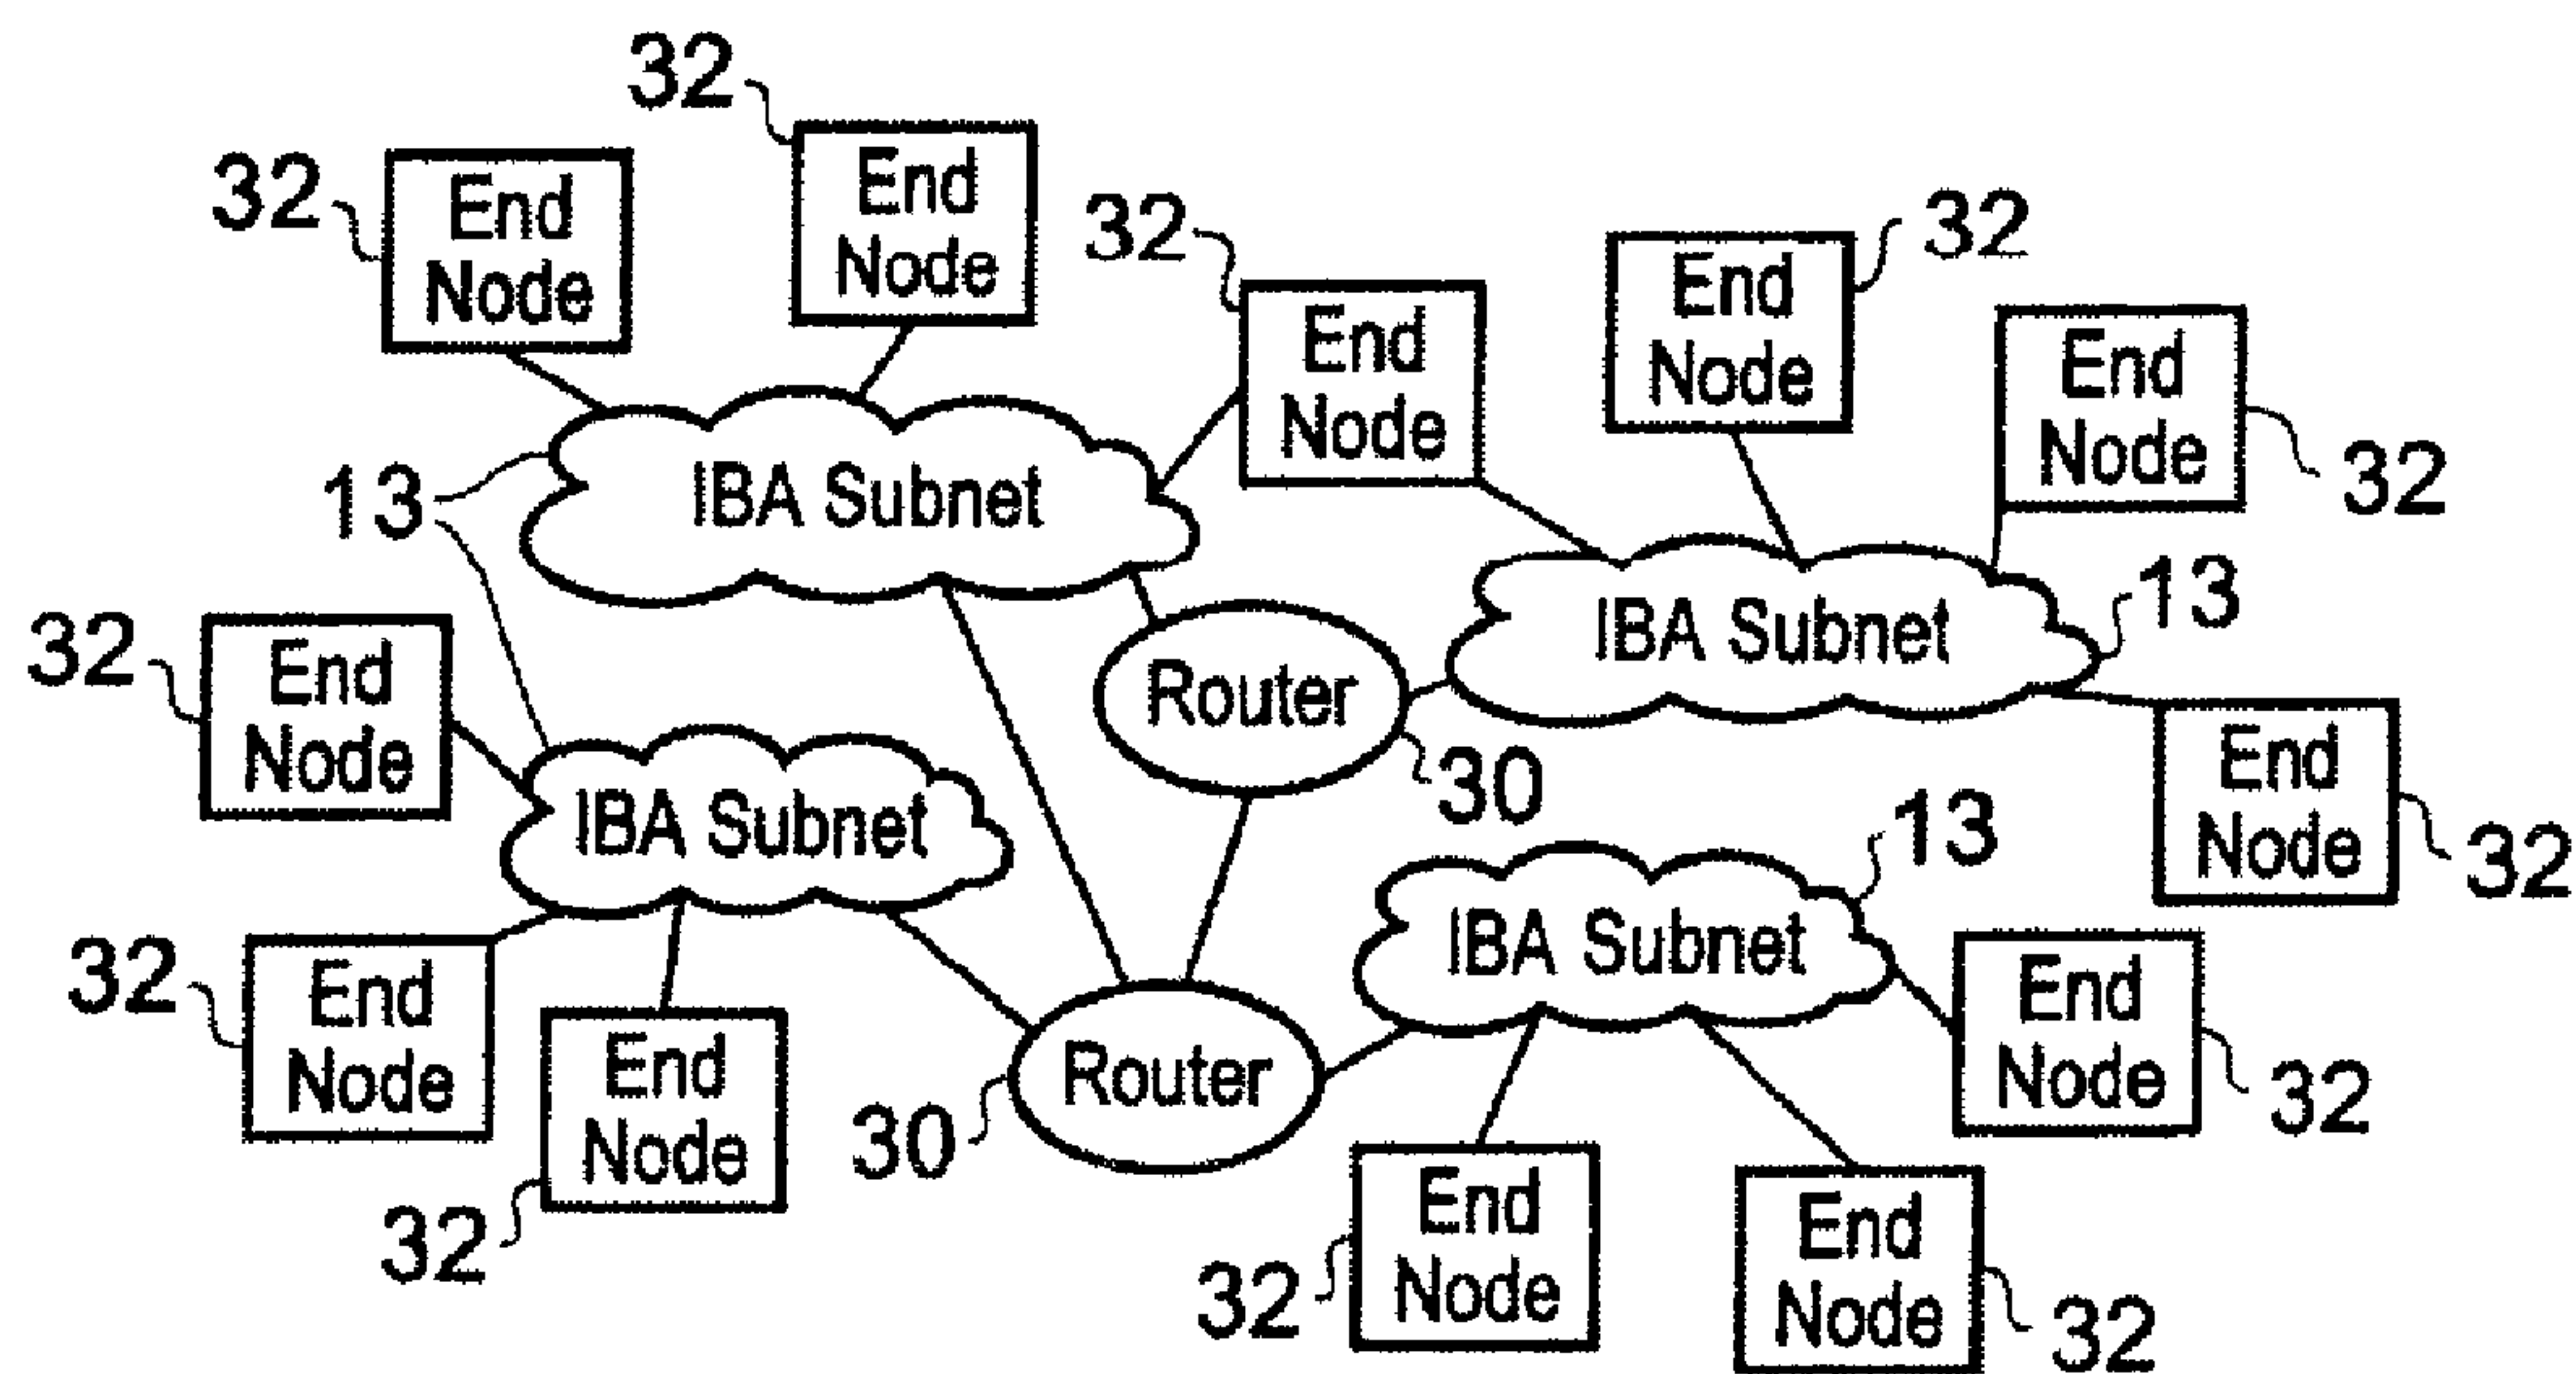 32
32
End
Node
End
Node
32
End
Node
32
End
Node
End
Node
32
13
IBA Subnet
IBA Subnet
13
32
End
Node
Router
30
End
Node
32
IBA Subnet
13
IBA Subnet
32
End
Node
End
Node
32
End
Node
32
30
Router
End
Node
32
End
Node
32